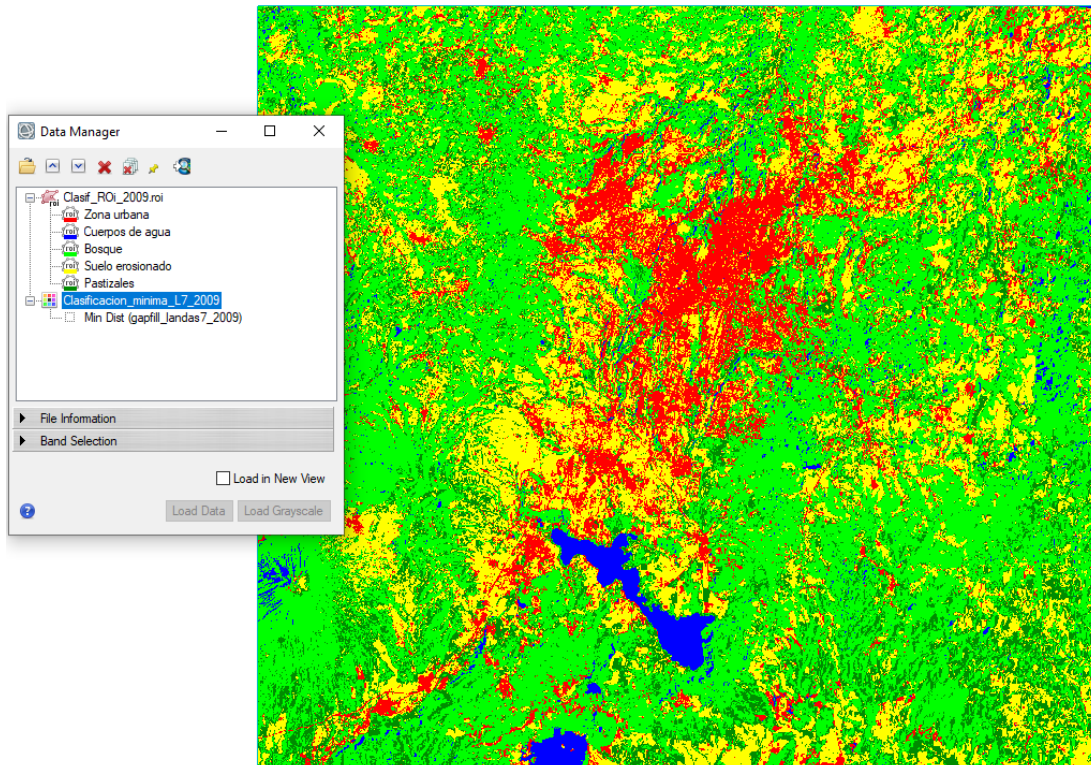 Data Manager
Clasif_ROi_2009.roi
Zona urbana
Cuerpos de agua
Bosque
Suelo erosionado
Pastizales
Clasificacion_minima_L7_2009
Min Dist (gapfill_landas7_2009)
File Information
Band Selection
Load in New View
Load Data Load Grayscale